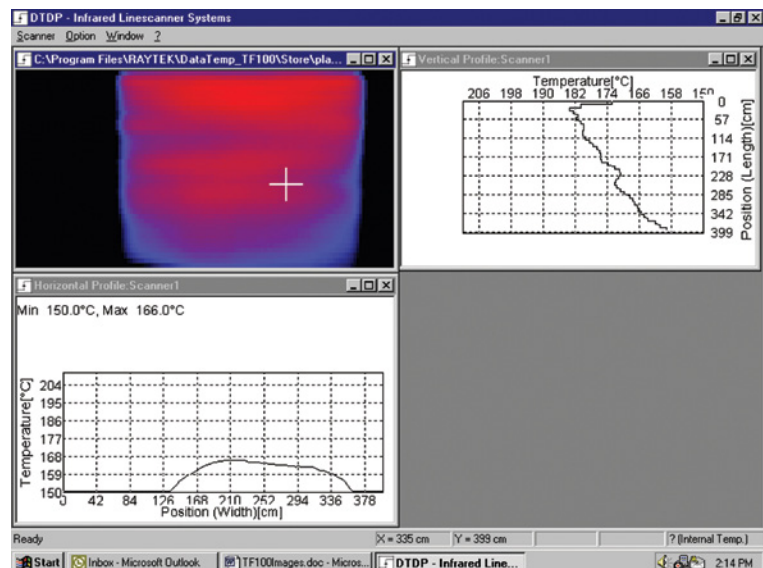 DTDP - Infrared Linescanner Systems
Scanner Option Window ?
C:\Program Files\RAYTEK\DataTemp_TF100\Store\pla...
Vertical Profile:Scanner1
Temperature[°C]
206 198 190 182 174 166 158 150
0
57
114
171
228
285
342
399
Position (Length)[cm]
Horizontal Profile:Scanner1
Min 150.0°C, Max 166.0°C
Temperature[°C]
204
195
186
177
168
159
150
0 42 84 126 168 210 252 294 336 378
Position (Width)[cm]
Ready
X = 335 cm Y = 399 cm ? (Internal Temp.)
Start Inbox - Microsoft Outlook TF100Images.doc - Micros... DTDP - Infrared Line... 2:14 PM